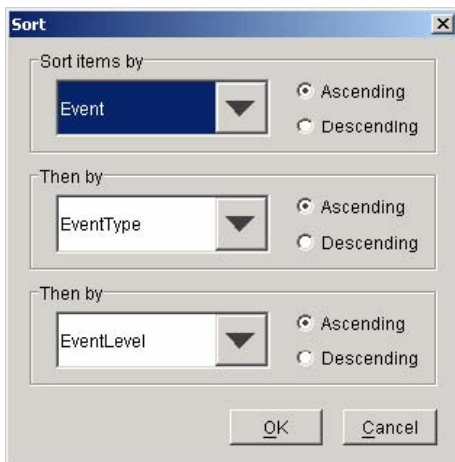 Sort
Sort items by
Event
Ascending
Descending
Then by
EventType
Ascending
Descending
Then by
EventLevel
Ascending
Descending
OK
Cancel